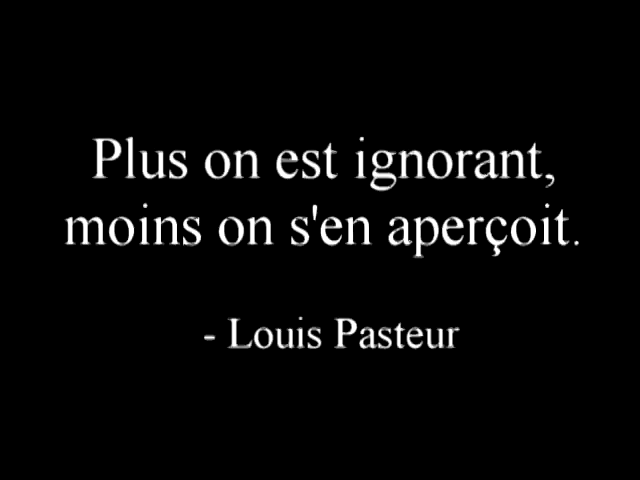 Plus on est ignorant,
moins on s'en aperçoit.
- Louis Pasteur